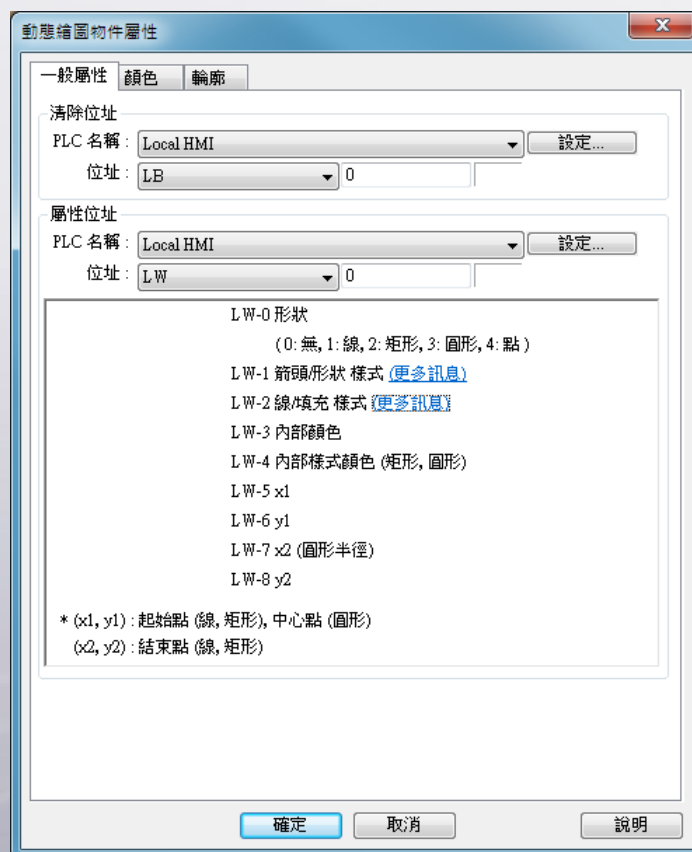 動態繪圖物件屬性
一般屬性 顏色 輪廓
清除位址
PLC 名稱 : Local HMI 設定...
位址 : LB 0
屬性位址
PLC 名稱 : Local HMI 設定...
位址 : LW 0
LW-0 形狀
( 0: 無, 1: 線, 2: 矩形, 3: 圓形, 4: 點 )
LW-1 箭頭/形狀 樣式 (更多訊息)
LW-2 線/填充 樣式 (更多訊息)
LW-3 內部顏色
LW-4 內部樣式顏色 (矩形, 圓形)
LW-5 x1
LW-6 y1
LW-7 x2 (圓形半徑)
LW-8 y2
* (x1, y1) : 起始點 (線, 矩形), 中心點 (圓形)
(x2, y2) : 結束點 (線, 矩形)
確定 取消 說明